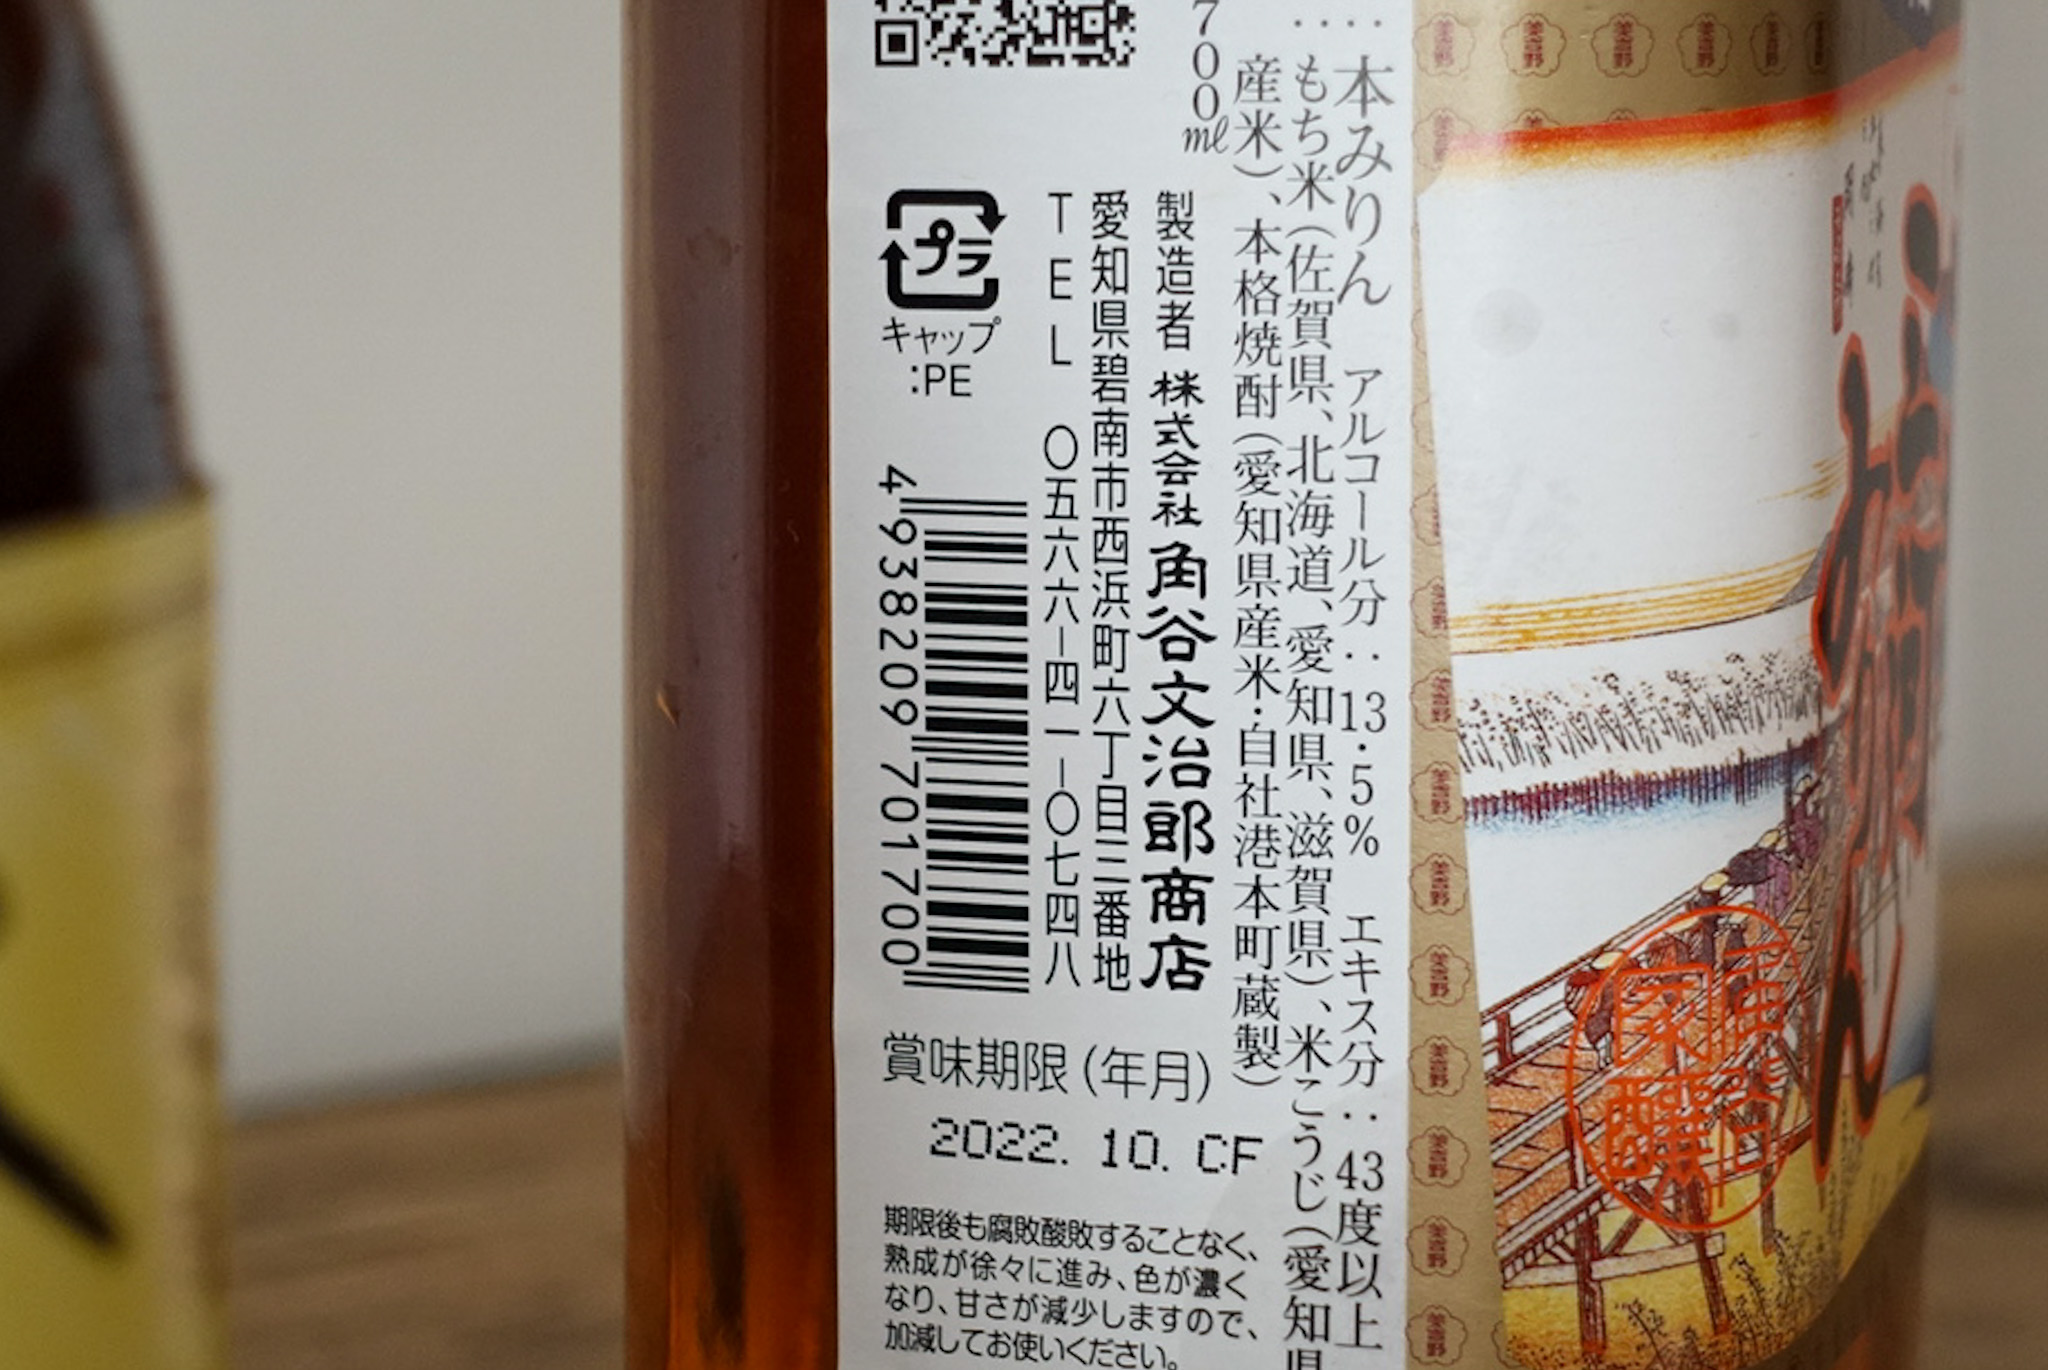 本みりん アルコール分：13.5% エキス分：43度以上
もち米（佐賀県、北海道、愛知県、滋賀県）、米こうじ（愛知県
産米）、本格焼酎（愛知県産米：自社港本町蔵製）
700ml
製造者 株式会社 角谷文治郎商店
愛知県碧南市西浜町六丁目三番地
TEL 〇五六六−四一−〇七四八
プラ
キャップ
:PE
4938209701700
賞味期限（年月）
2022. 10. CF
期限後も腐敗酸敗することなく、
熟成が徐々に進み、色が濃く
なり、甘さが減少しますので、
加減してお使いください。